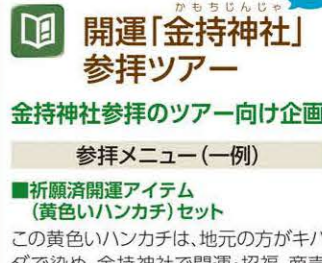 かもちじんじゃ
開運「金持神社」
参拝ツアー
金持神社参拝のツアー向け企画
参拝メニュー(一例)
■祈願済開運アイテム
(黄色いハンカチ)セット
この黄色いハンカチは、地元の方がキハ
ダで染め、金持神社で開運・招福、商売